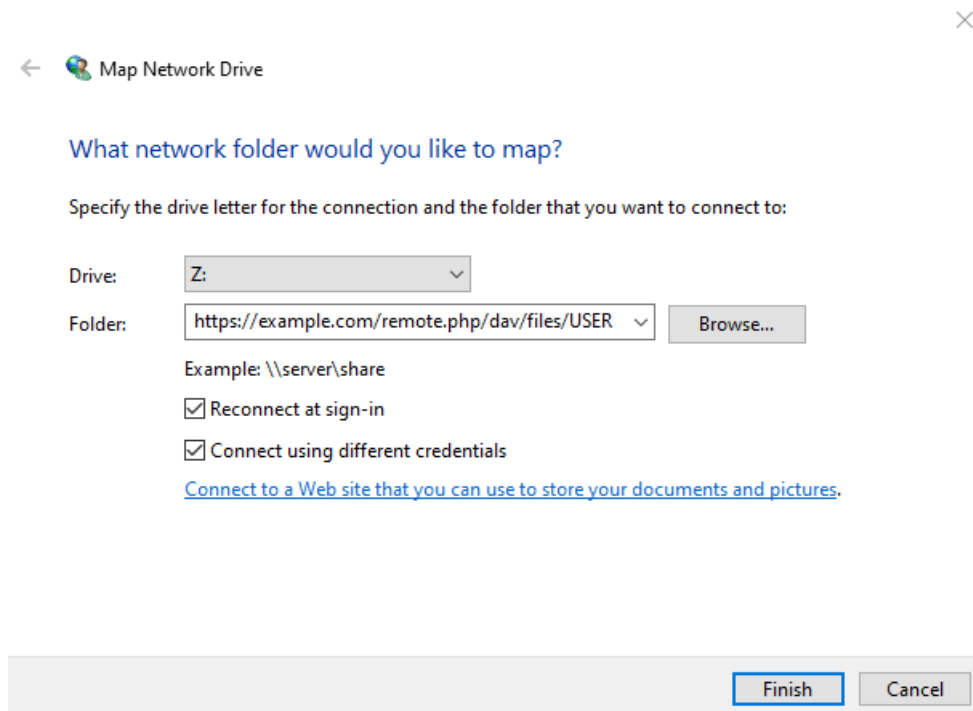 Map Network Drive
What network folder would you like to map?
Specify the drive letter for the connection and the folder that you want to connect to:
Drive: Z:
Folder: https://example.com/remote.php/dav/files/USER Browse...
Example: \\server\share
Reconnect at sign-in
Connect using different credentials
Connect to a Web site that you can use to store your documents and pictures.
Finish Cancel